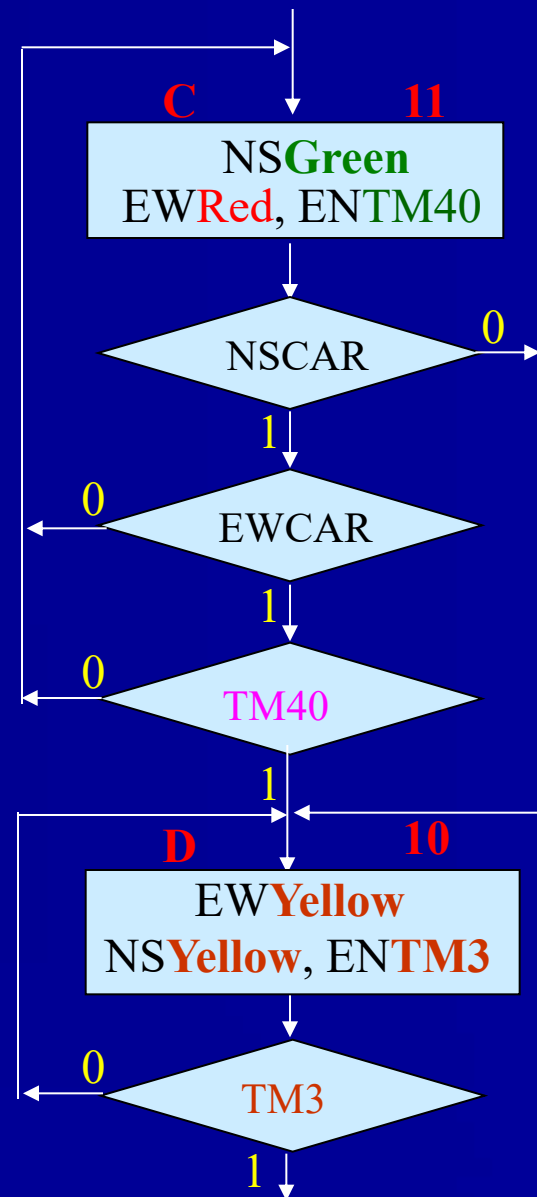 C 11
NSGreen
EWRed, ENTM40
NSCAR
0
1
0
EWCAR
1
0
TM40
1
D 10
EWYellow
NSYellow, ENTM3
0
TM3
1